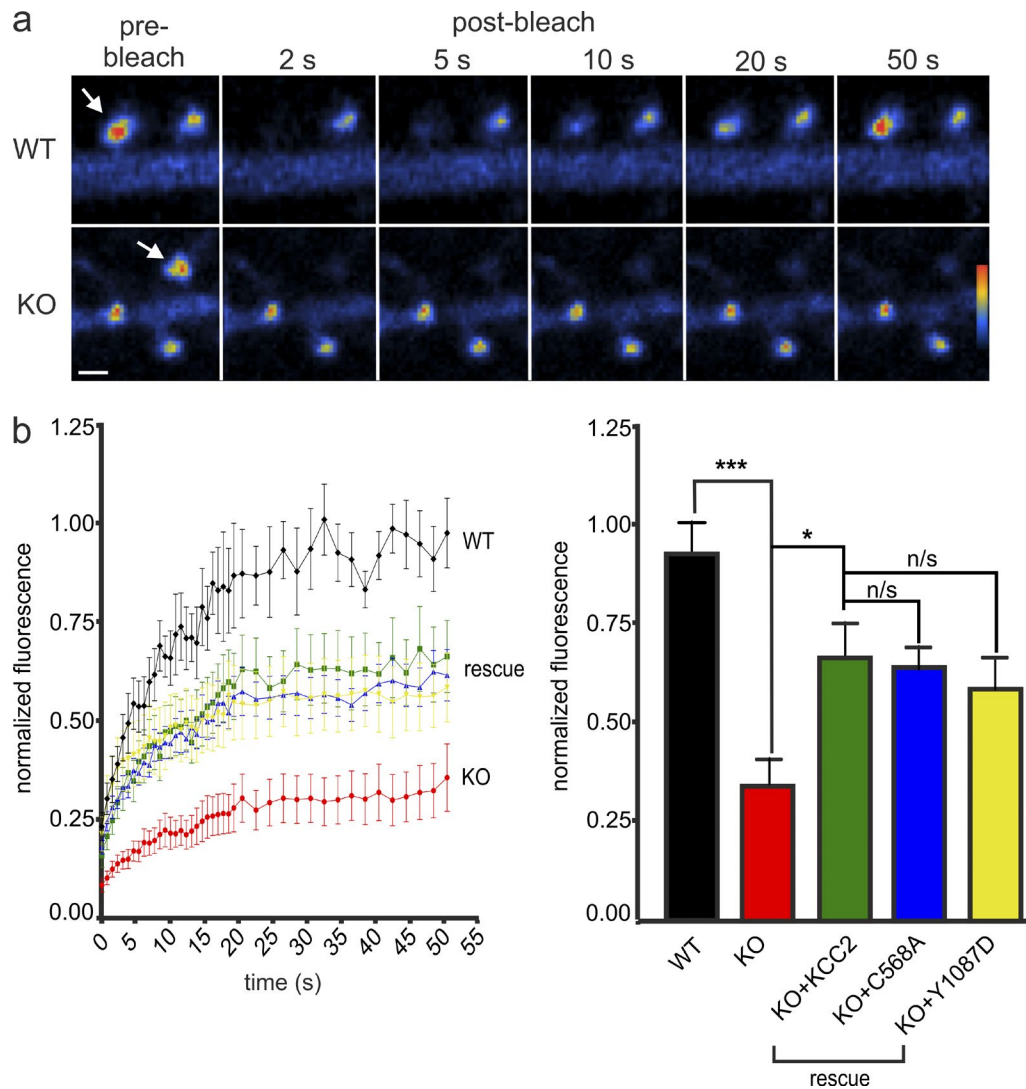 a
pre-
bleach
post-bleach
2 s
5 s
10 s
20 s
50 s
WT
KO
b
normalized fluorescence
1.25
1.00
0.75
0.50
0.25
0.00
WT
rescue
KO
0
5
10
15
20
25
30
35
40
45
50
55
time (s)
normalized fluorescence
1.25
1.00
0.75
0.50
0.25
0.00
***
*
n/s
n/s
WT
KO
KO+KCC2
KO+C568A
KO+Y1087D
rescue